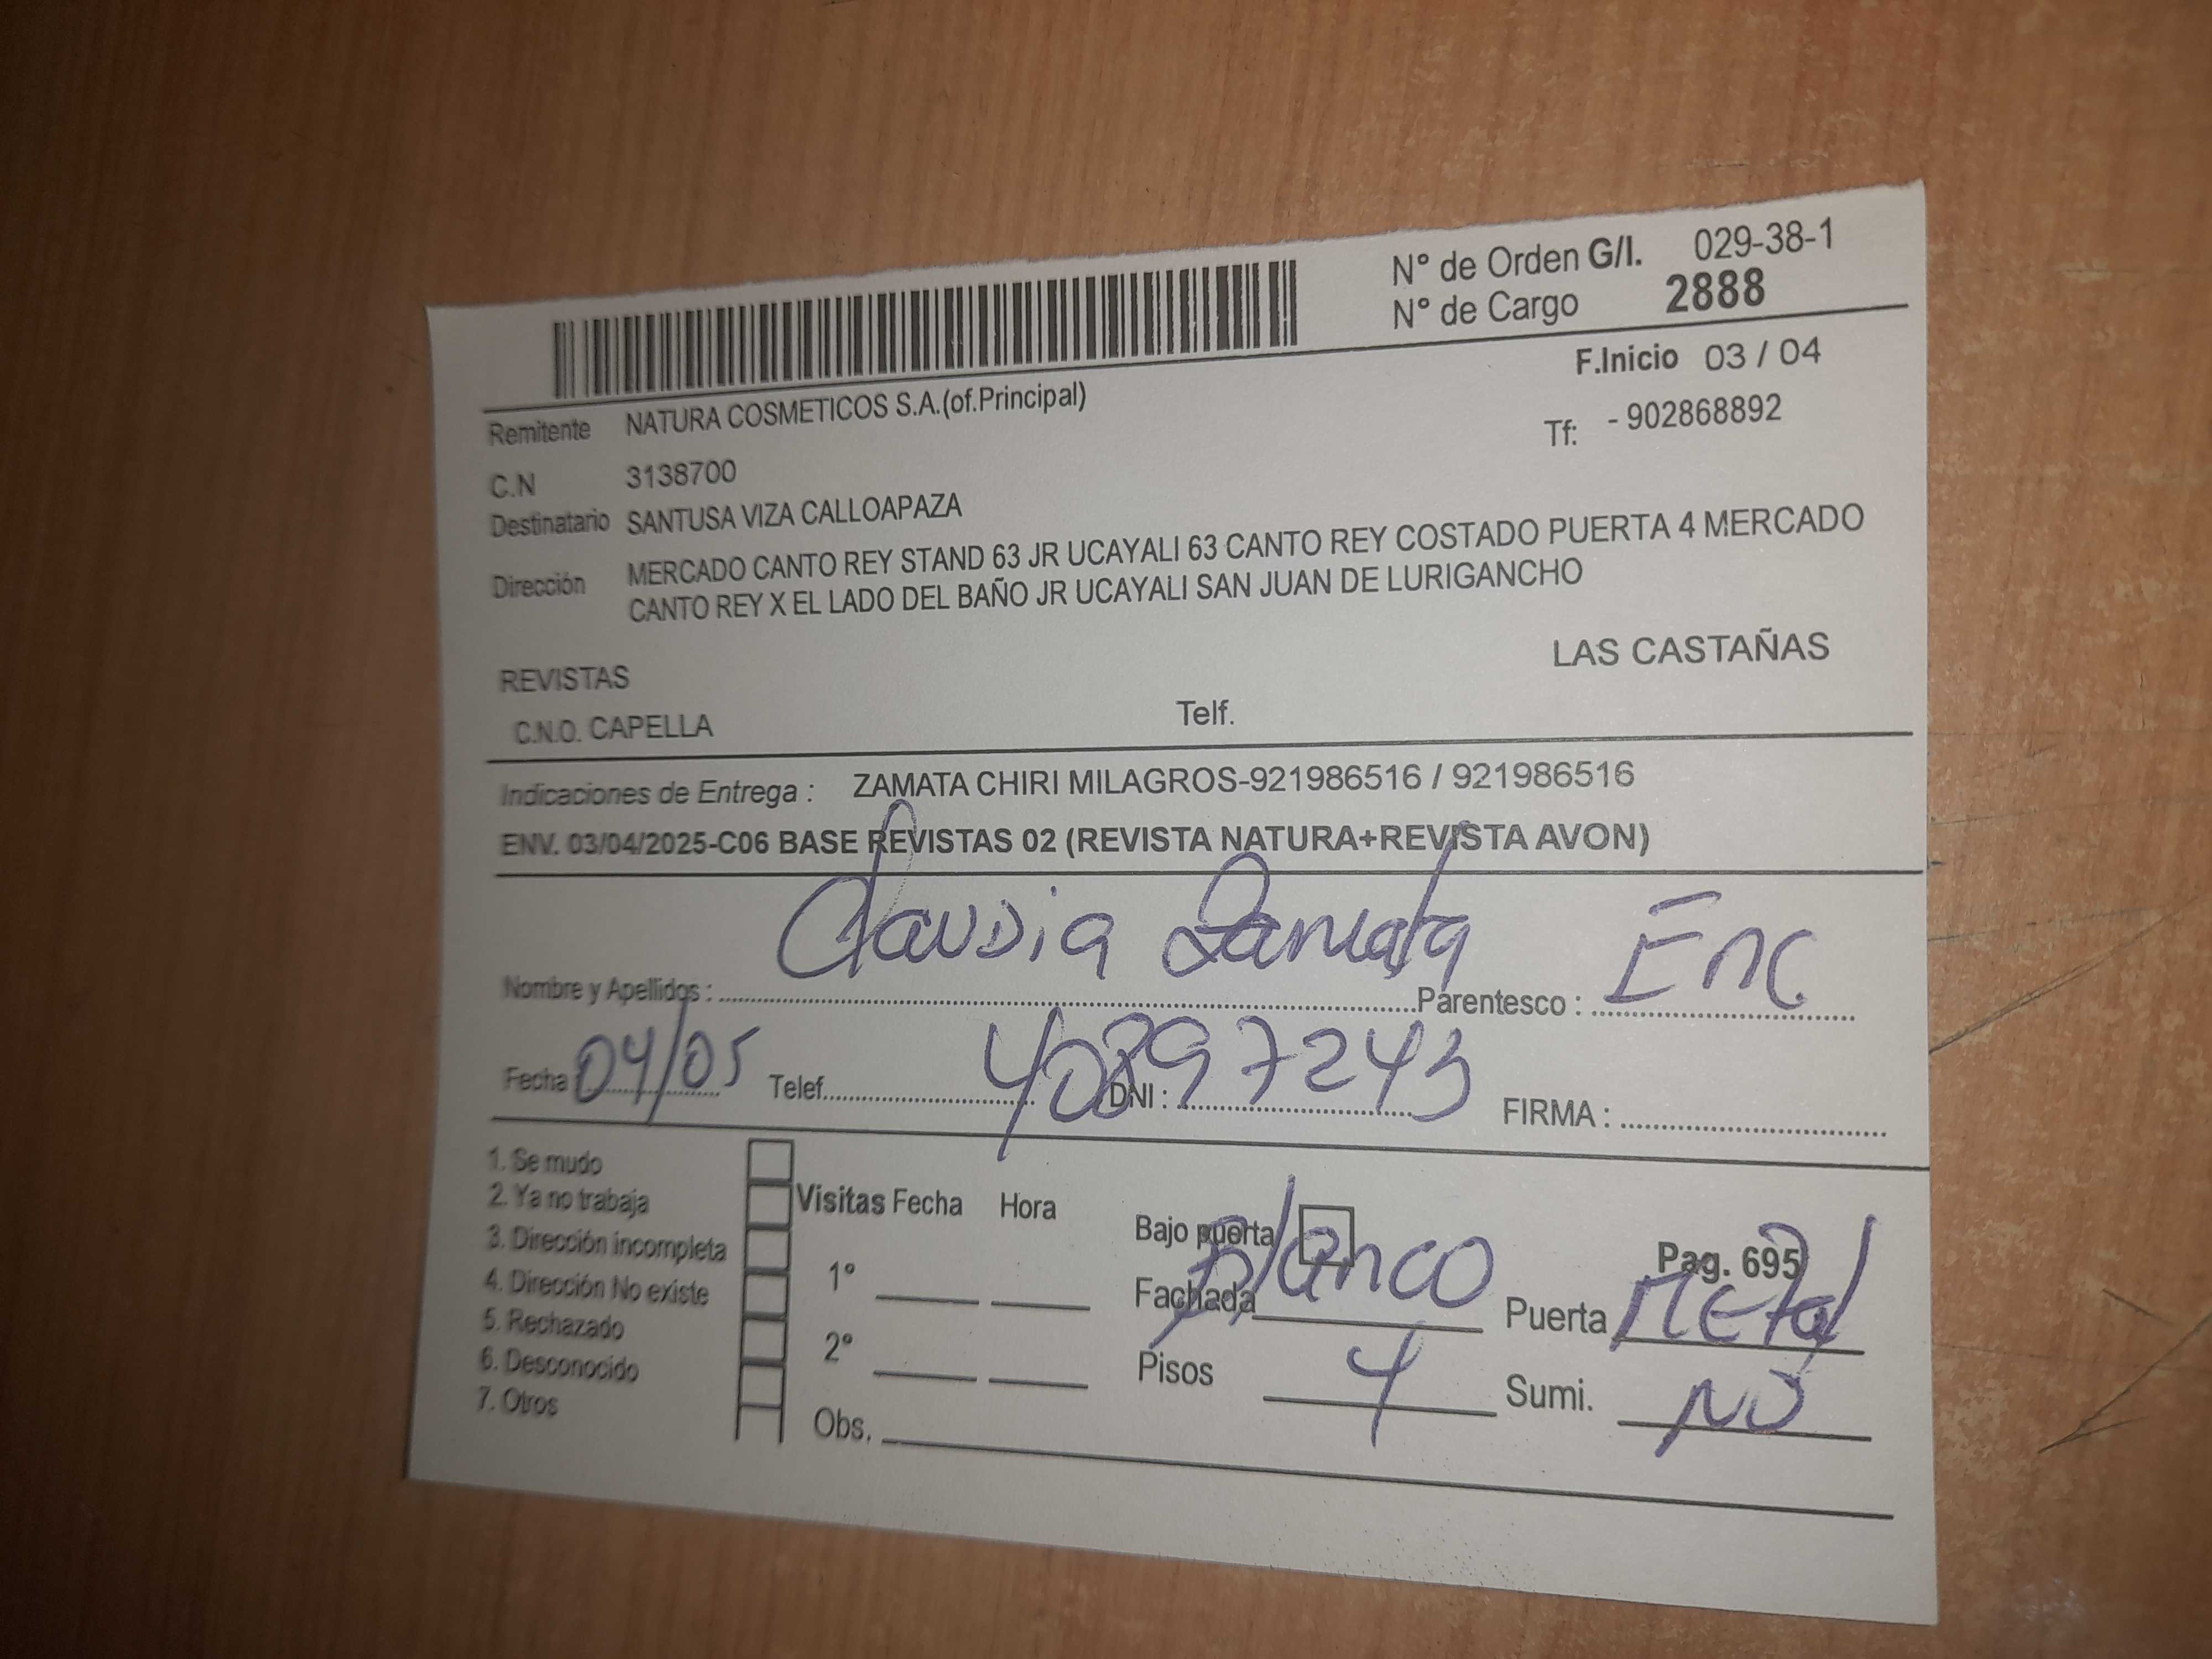 N° de Orden G/I. 029-38-1
N° de Cargo 2888
F.Inicio 03 / 04
Remitente NATURA COSMETICOS S.A.(of.Principal)
Tf: - 902868892
C.N 3138700
Destinatario SANTUSA VIZA CALLOAPAZA
Dirección MERCADO CANTO REY STAND 63 JR UCAYALI 63 CANTO REY COSTADO PUERTA 4 MERCADO
CANTO REY X EL LADO DEL BAÑO JR UCAYALI SAN JUAN DE LURIGANCHO
LAS CASTAÑAS
REVISTAS
C.N.O. CAPELLA Telf.
Indicaciones de Entrega : ZAMATA CHIRI MILAGROS-921986516 / 921986516
ENV. 03/04/2025-C06 BASE REVISTAS 02 (REVISTA NATURA+REVISTA AVON)
Nombre y Apellidos : Claudia Zamata Parentesco : Enc
Fecha 04/05 Telef. DNI : 40897243 FIRMA :
1. Se mudo
2. Ya no trabaja
3. Dirección incompleta
4. Dirección No existe
5. Rechazado
6. Desconocido
7. Otros
Visitas Fecha Hora
1°
2°
Obs.
Bajo puerta
Pag. 695
Fachada Blanco Puerta Metal
Pisos 4 Sumi. NO